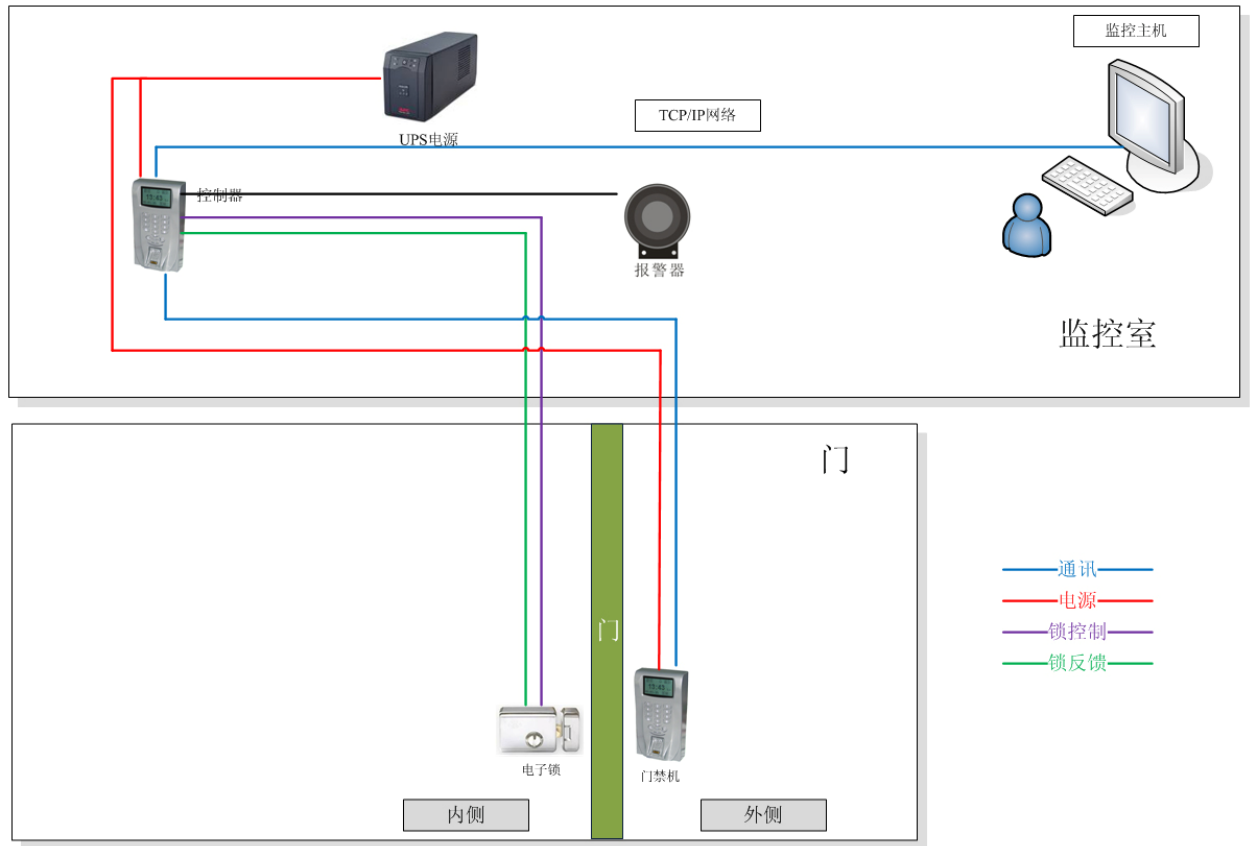 监控主机
TCP/IP网络
UPS电源
控制器
报警器
监控室
门
通讯
电源
锁控制
锁反馈
门
电子锁
门禁机
内侧
外侧